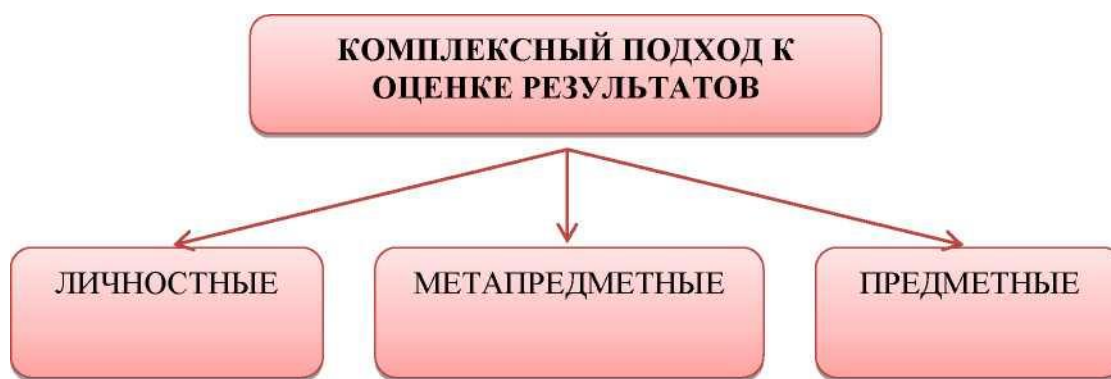 КОМПЛЕКСНЫЙ ПОДХОД К
ОЦЕНКЕ РЕЗУЛЬТАТОВ
ЛИЧНОСТНЫЕ
МЕТАПРЕДМЕТНЫЕ
ПРЕДМЕТНЫЕ